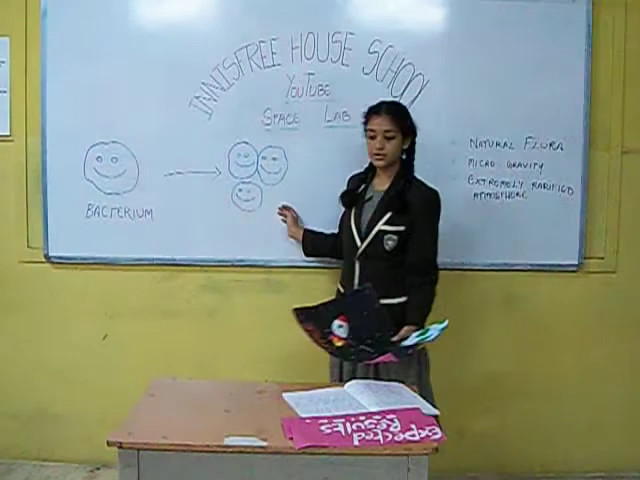 INNISFREE HOUSE SCHOOL
YOUTUBE
SPACE LAB
BACTERIUM
NATURAL FLORA
MICRO GRAVITY
EXTREMELY RARIFIED
ATMOSPHERE
Expected
Results